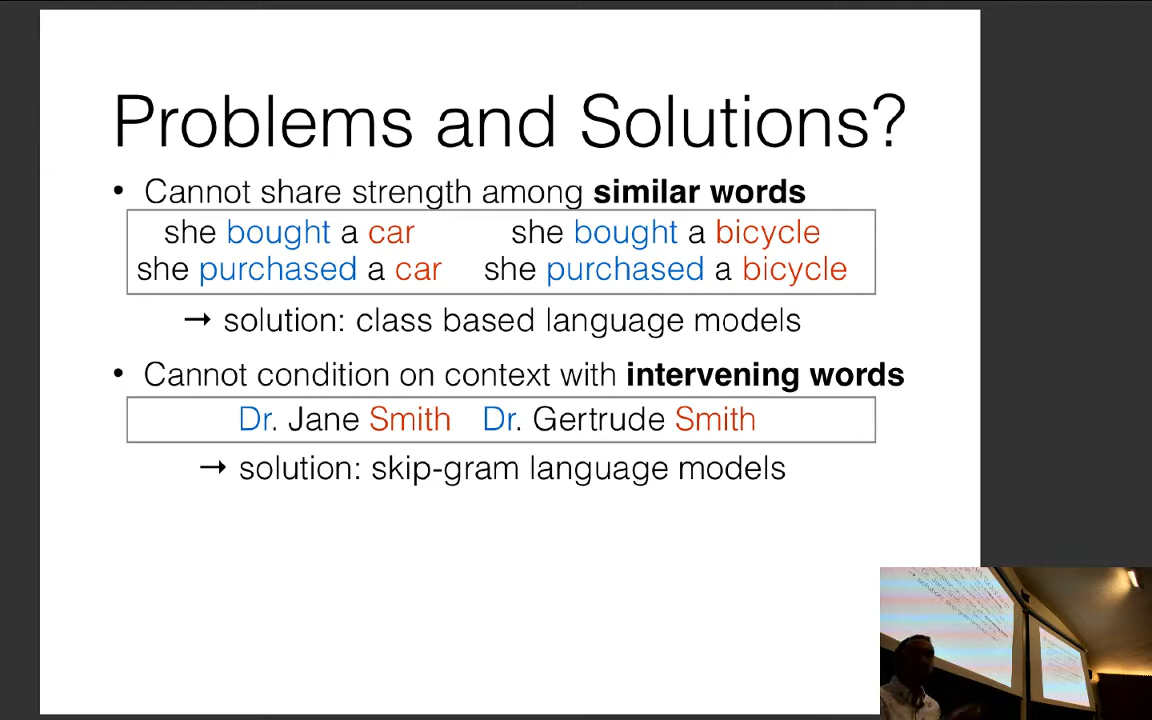 Problems and Solutions?
• Cannot share strength among similar words
she bought a car she bought a bicycle
she purchased a car she purchased a bicycle
→ solution: class based language models
• Cannot condition on context with intervening words
Dr. Jane Smith Dr. Gertrude Smith
→ solution: skip-gram language models